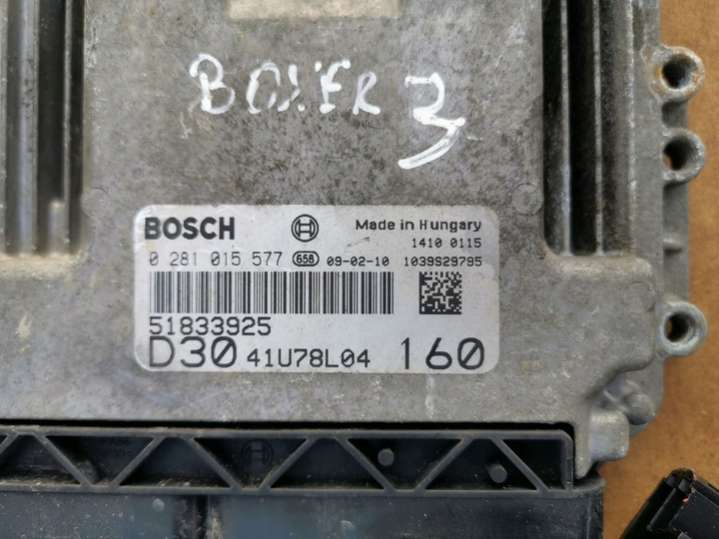 BOXER 3
BOSCH Made in Hungary
1410 0115
0 281 015 577 658 09-02-10 1039S29795
51833925
D30 41U78L04 160